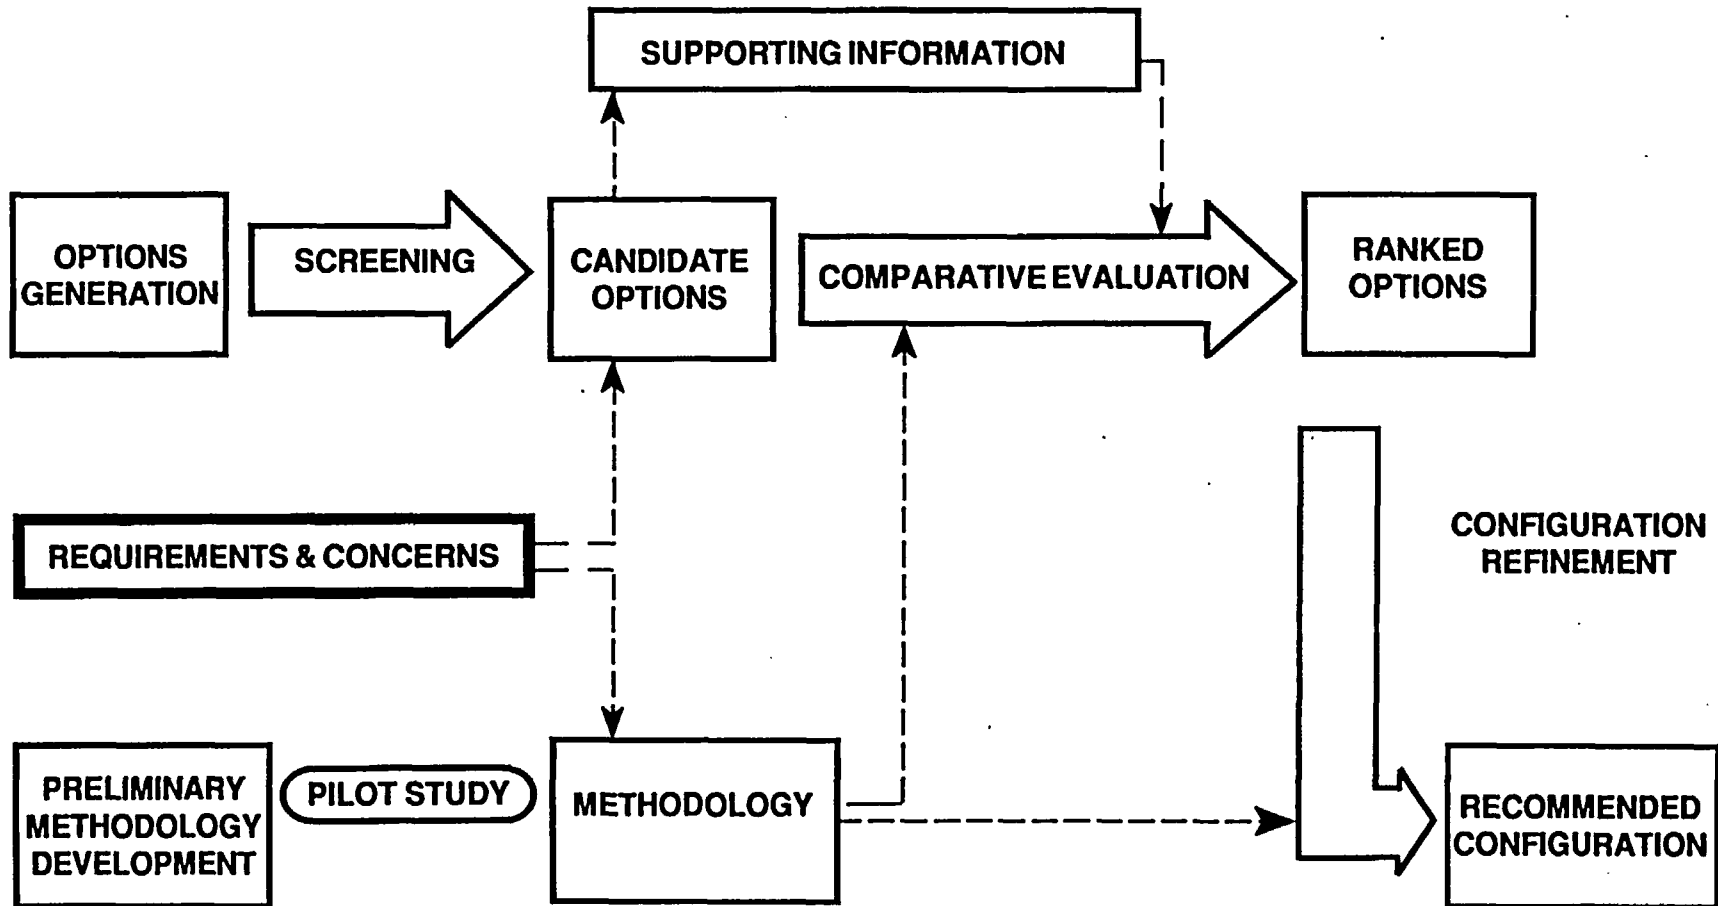 SUPPORTING INFORMATION
OPTIONS
GENERATION
SCREENING
CANDIDATE
OPTIONS
COMPARATIVE EVALUATION
RANKED
OPTIONS
REQUIREMENTS & CONCERNS
CONFIGURATION
REFINEMENT
PRELIMINARY
METHODOLOGY
DEVELOPMENT
PILOT STUDY
METHODOLOGY
RECOMMENDED
CONFIGURATION